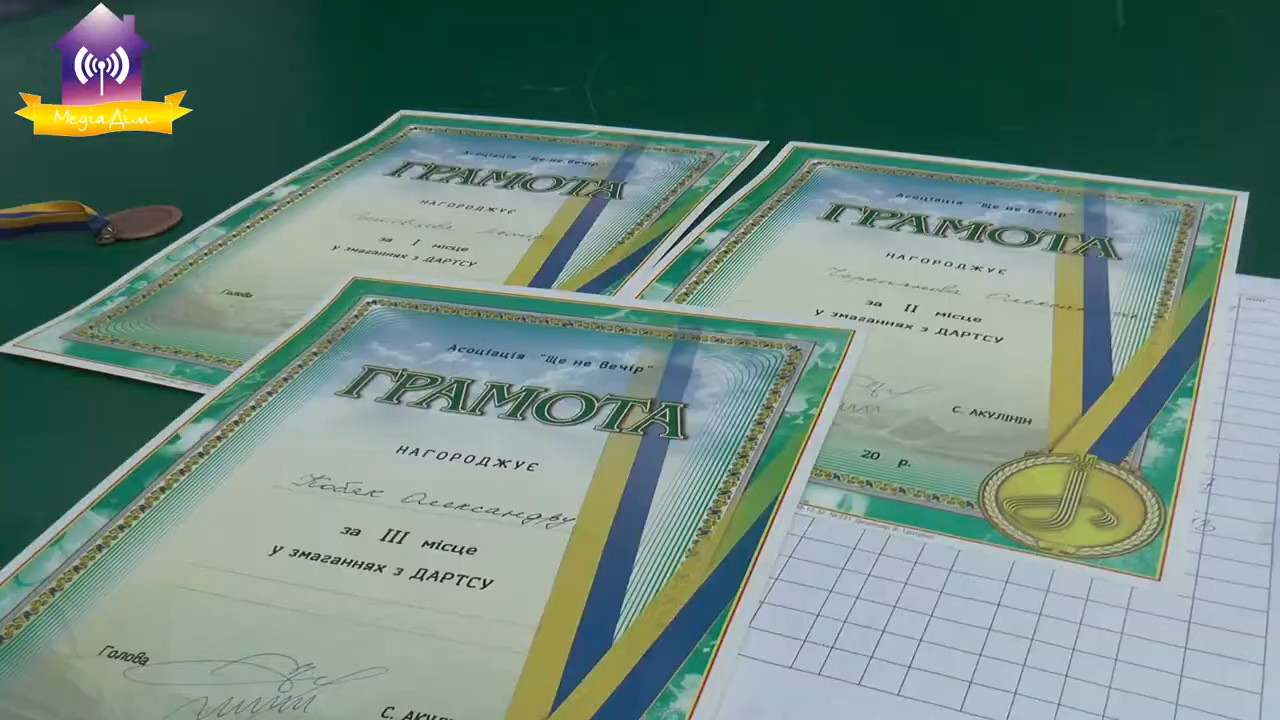 МедіаДім
Асоціація "Ще не вечір"
ГРАМОТА
НАГОРОДЖУЄ
за I місце
у змаганнях з ДАРТСУ
Голова
Асоціація "Ще не вечір"
ГРАМОТА
НАГОРОДЖУЄ
за II місце
у змаганнях з ДАРТСУ
С. АКУЛІНІН
20 р.
Асоціація "Ще не вечір"
ГРАМОТА
НАГОРОДЖУЄ
Кобяк Олександру
за III місце
у змаганнях з ДАРТСУ
Голова